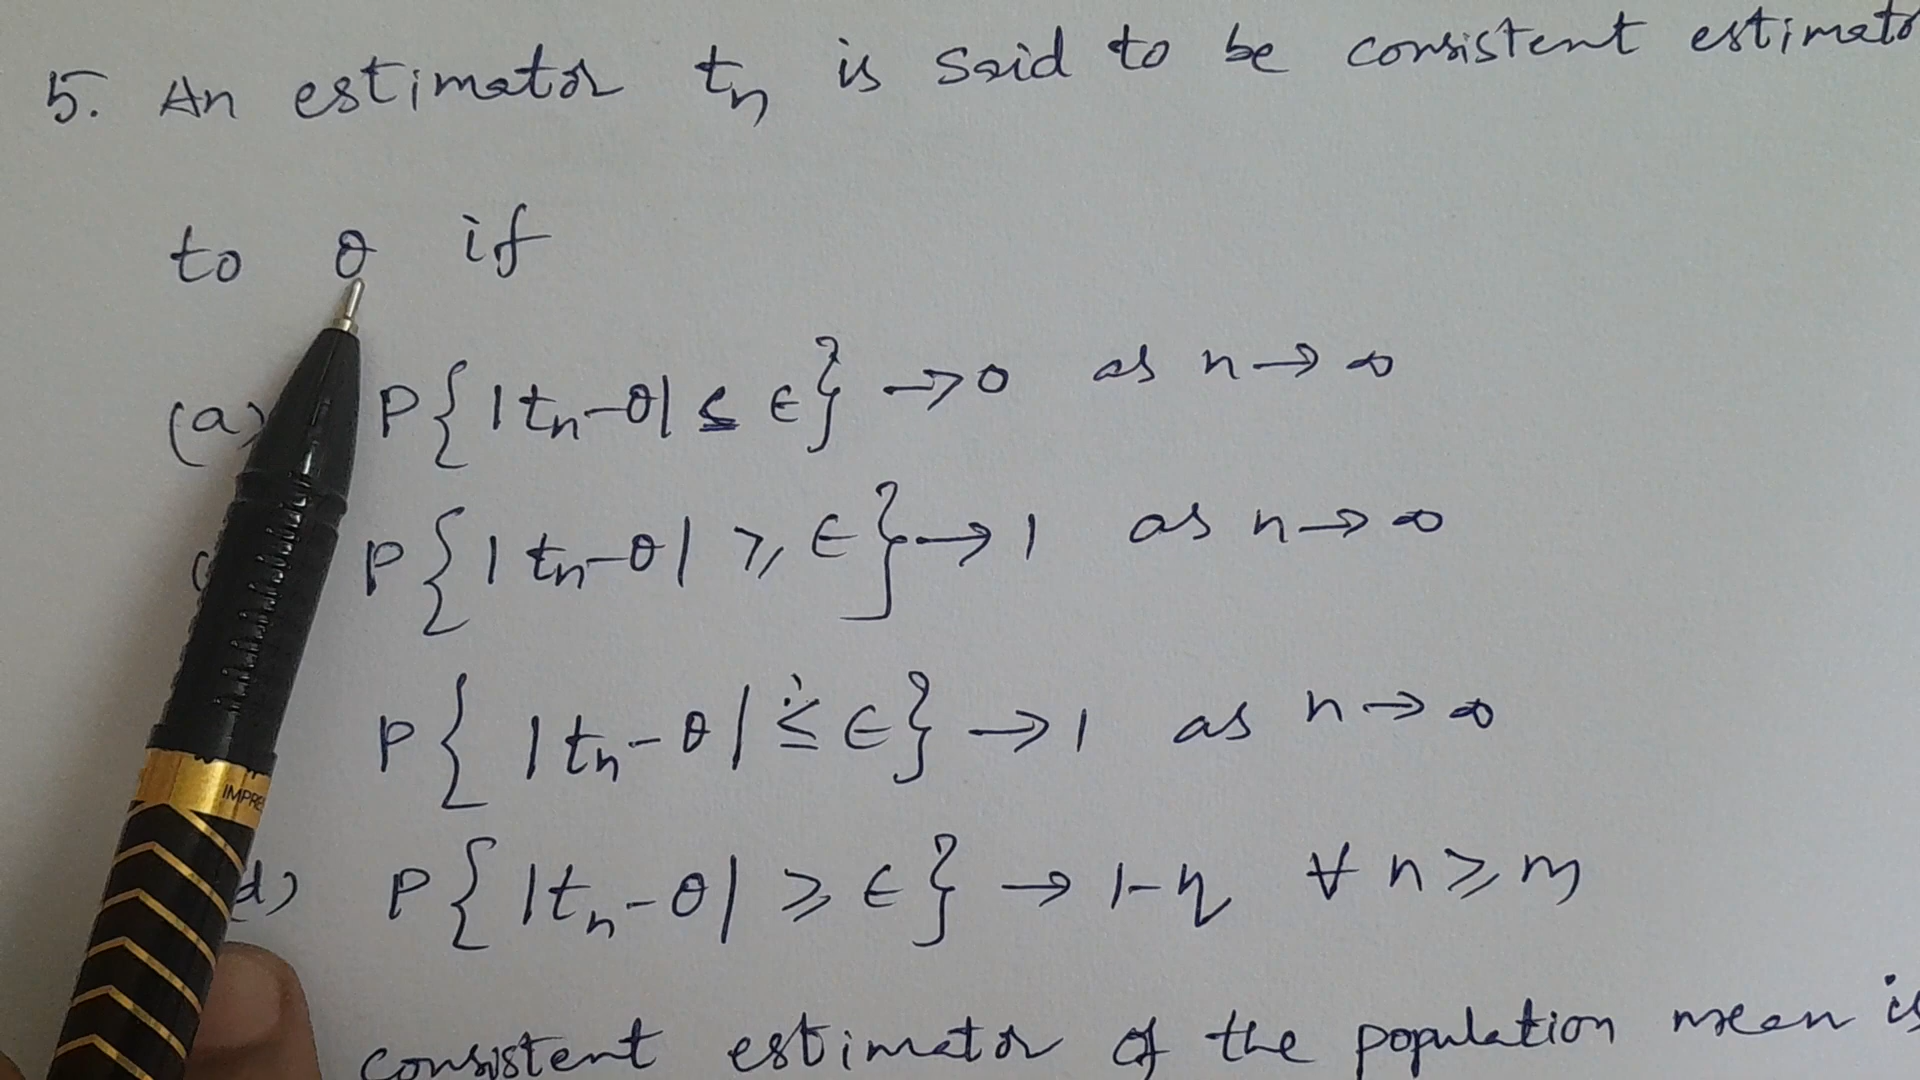 5. An estimator tₙ is said to be consistent
to θ if
(a) P{|tₙ-θ| ≤ ϵ} → 0 as n → ∞
P{|tₙ-θ| ≥ ϵ} → 1 as n → ∞
P{|tₙ-θ| ≤ ϵ} → 1 as n → ∞
d) P{|tₙ-θ| ≥ ϵ} → 1-η ∀ n ≥ m
consistent estimator of the population mean is
IMPRE